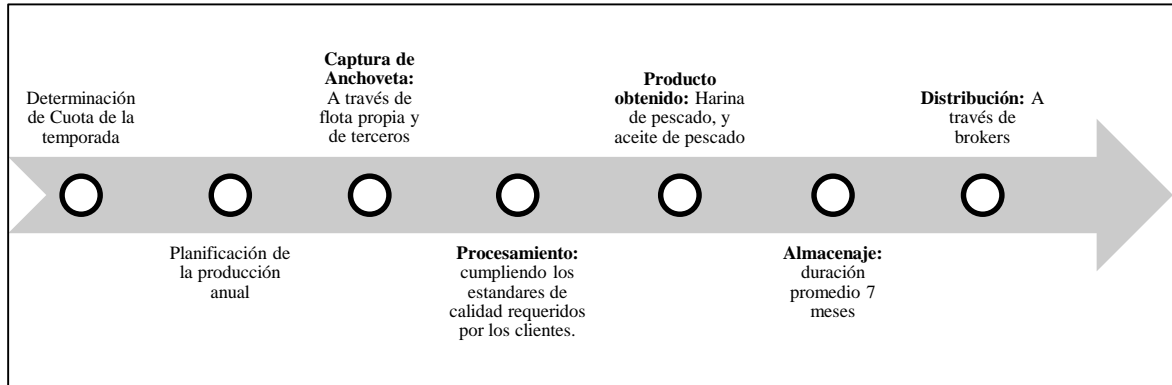 Determinación
de Cuota de la
temporada
Planificación de
la producción
anual
Captura de
Anchoveta:
A través de
flota propia y
de terceros
Procesamiento:
cumpliendo los
estandares de
calidad requeridos
por los clientes.
Producto
obtenido: Harina
de pescado, y
aceite de pescado
Almacenaje:
duración
promedio 7
meses
Distribución: A
través de
brokers